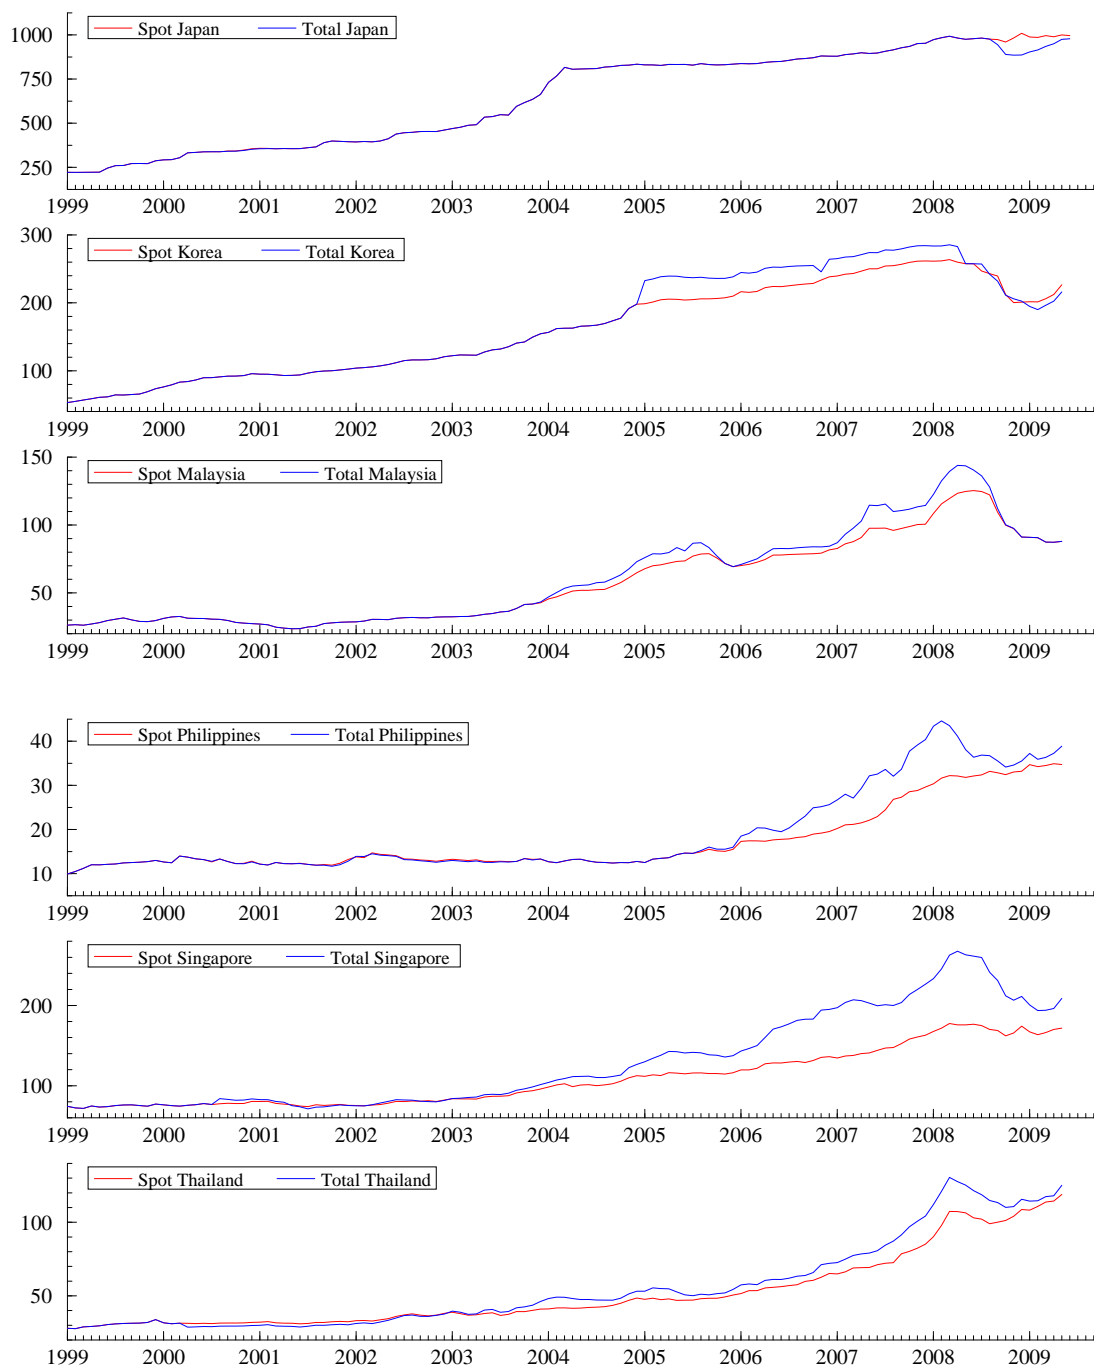 Spot Japan Total Japan
1000
750
500
250
1999 2000 2001 2002 2003 2004 2005 2006 2007 2008 2009
300
Spot Korea Total Korea
200
100
1999 2000 2001 2002 2003 2004 2005 2006 2007 2008 2009
150
Spot Malaysia Total Malaysia
100
50
1999 2000 2001 2002 2003 2004 2005 2006 2007 2008 2009
Spot Philippines Total Philippines
40
30
20
10
1999 2000 2001 2002 2003 2004 2005 2006 2007 2008 2009
Spot Singapore Total Singapore
200
100
1999 2000 2001 2002 2003 2004 2005 2006 2007 2008 2009
Spot Thailand Total Thailand
100
50
1999 2000 2001 2002 2003 2004 2005 2006 2007 2008 2009